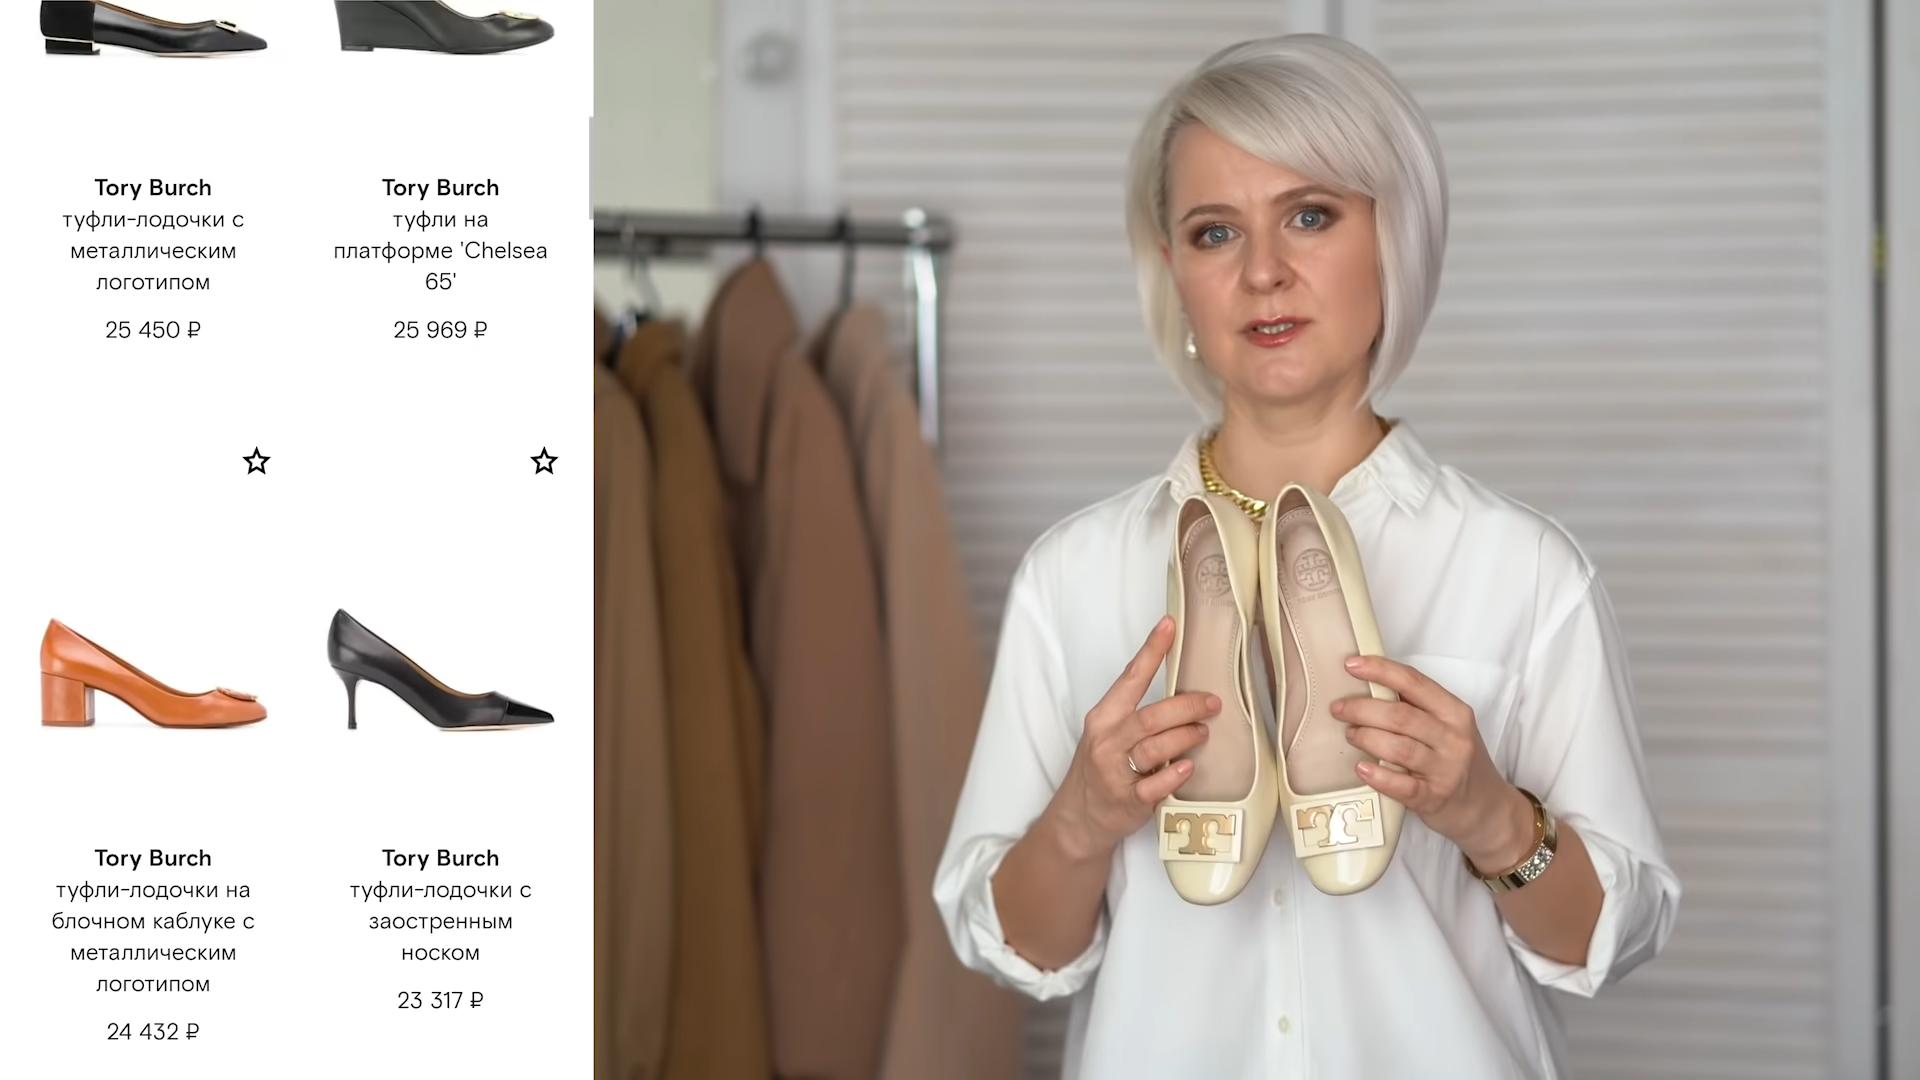 Tory Burch
туфли-лодочки с
металлическим
логотипом
25 450 ₽
Tory Burch
туфли на
платформе 'Chelsea
65'
25 969 ₽
Tory Burch
туфли-лодочки на
блочном каблуке с
металлическим
логотипом
24 432 ₽
Tory Burch
туфли-лодочки с
заостренным
носком
23 317 ₽